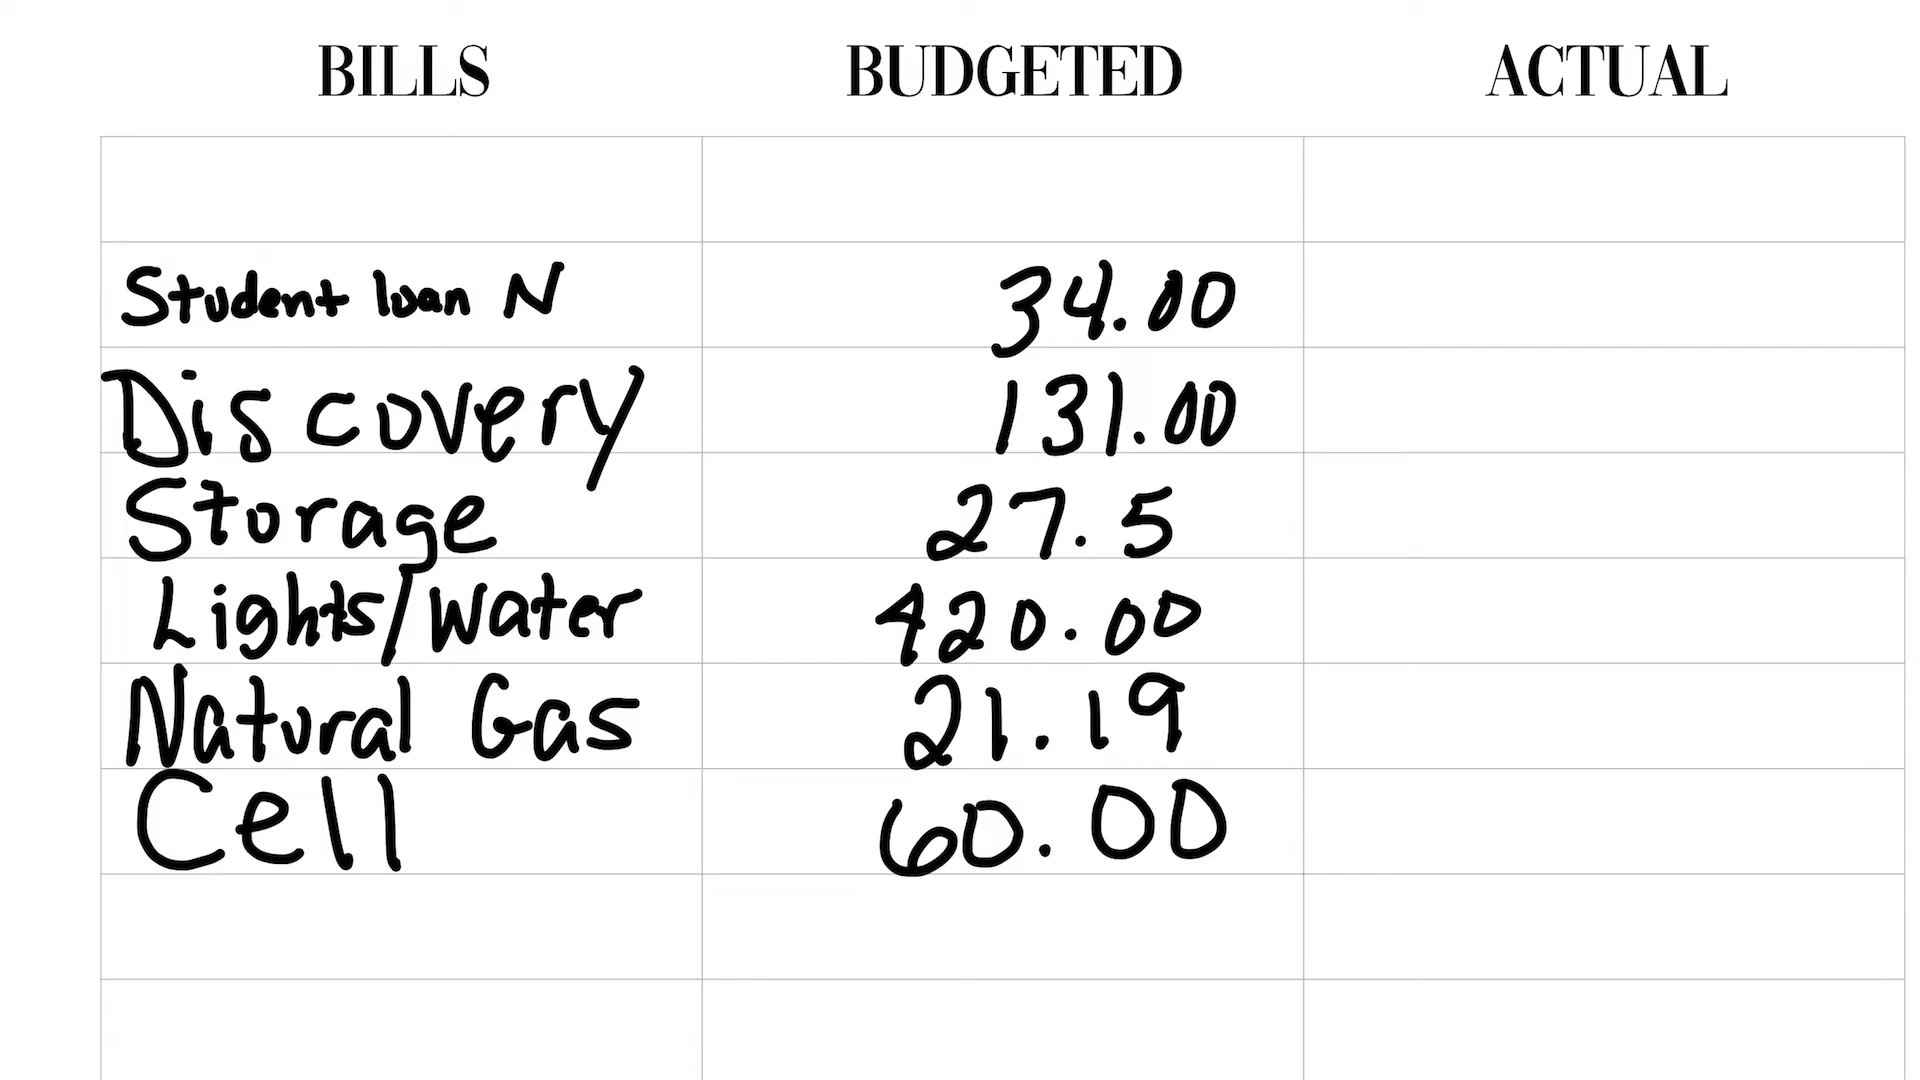 BILLS BUDGETED ACTUAL
Student loan N 34.00
Discovery 131.00
Storage 27.5
Lights/Water 420.00
Natural Gas 21.19
Cell 60.00